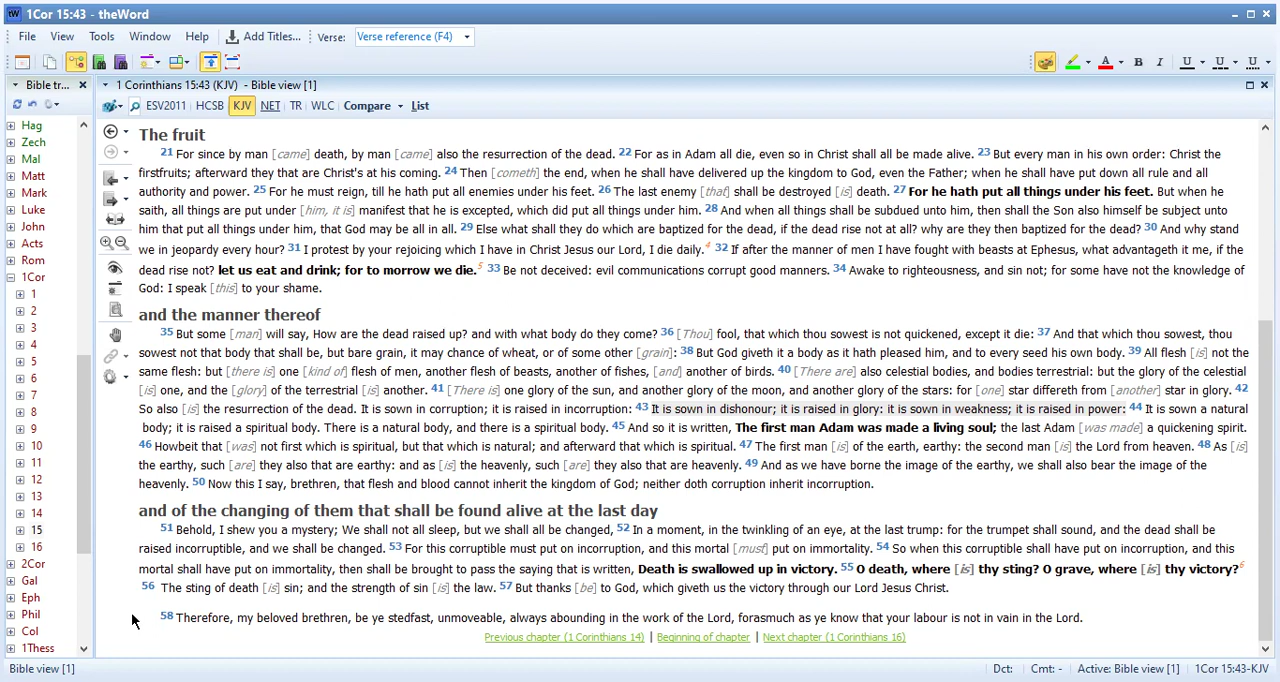 1Cor 15:43 - theWord
File View Tools Window Help Add Titles... Verse: Verse reference (F4)
B I U U U
Bible tr...
1 Corinthians 15:43 (KJV) - Bible view [1]
ESV2011 HCSB KJV NET TR WLC Compare List
Hag
Zech
Mal
Matt
Mark
Luke
John
Acts
Rom
1Cor
1
2
3
4
5
6
7
8
9
10
11
12
13
14
15
16
2Cor
Gal
Eph
Phil
Col
1Thess
The fruit
21 For since by man [came] death, by man [came] also the resurrection of the dead. 22 For as in Adam all die, even so in Christ shall all be made alive. 23 But every man in his own order: Christ the
firstfruits; afterward they that are Christ's at his coming. 24 Then [cometh] the end, when he shall have delivered up the kingdom to God, even the Father; when he shall have put down all rule and all
authority and power. 25 For he must reign, till he hath put all enemies under his feet. 26 The last enemy [that] shall be destroyed [is] death. 27 For he hath put all things under his feet. But when he
saith, all things are put under [him, it is] manifest that he is excepted, which did put all things under him. 28 And when all things shall be subdued unto him, then shall the Son also himself be subject unto
him that put all things under him, that God may be all in all. 29 Else what shall they do which are baptized for the dead, if the dead rise not at all? why are they then baptized for the dead? 30 And why stand
we in jeopardy every hour? 31 I protest by your rejoicing which I have in Christ Jesus our Lord, I die daily.4 32 If after the manner of men I have fought with beasts at Ephesus, what advantageth it me, if the
dead rise not? let us eat and drink; for to morrow we die.5 33 Be not deceived: evil communications corrupt good manners. 34 Awake to righteousness, and sin not; for some have not the knowledge of
God: I speak [this] to your shame.
and the manner thereof
35 But some [man] will say, How are the dead raised up? and with what body do they come? 36 [Thou] fool, that which thou sowest is not quickened, except it die: 37 And that which thou sowest, thou
sowest not that body that shall be, but bare grain, it may chance of wheat, or of some other [grain]: 38 But God giveth it a body as it hath pleased him, and to every seed his own body. 39 All flesh [is] not the
same flesh: but [there is] one [kind of] flesh of men, another flesh of beasts, another of fishes, [and] another of birds. 40 [There are] also celestial bodies, and bodies terrestrial: but the glory of the celestial
[is] one, and the [glory] of the terrestrial [is] another. 41 [There is] one glory of the sun, and another glory of the moon, and another glory of the stars: for [one] star differeth from [another] star in glory. 42
So also [is] the resurrection of the dead. It is sown in corruption; it is raised in incorruption: 43 It is sown in dishonour; it is raised in glory: it is sown in weakness; it is raised in power: 44 It is sown a natural
body; it is raised a spiritual body. There is a natural body, and there is a spiritual body. 45 And so it is written, The first man Adam was made a living soul; the last Adam [was made] a quickening spirit.
46 Howbeit that [was] not first which is spiritual, but that which is natural; and afterward that which is spiritual. 47 The first man [is] of the earth, earthy: the second man [is] the Lord from heaven. 48 As [is]
the earthy, such [are] they also that are earthy: and as [is] the heavenly, such [are] they also that are heavenly. 49 And as we have borne the image of the earthy, we shall also bear the image of the
heavenly. 50 Now this I say, brethren, that flesh and blood cannot inherit the kingdom of God; neither doth corruption inherit incorruption.
and of the changing of them that shall be found alive at the last day
51 Behold, I shew you a mystery; We shall not all sleep, but we shall all be changed, 52 In a moment, in the twinkling of an eye, at the last trump: for the trumpet shall sound, and the dead shall be
raised incorruptible, and we shall be changed. 53 For this corruptible must put on incorruption, and this mortal [must] put on immortality. 54 So when this corruptible shall have put on incorruption, and this
mortal shall have put on immortality, then shall be brought to pass the saying that is written, Death is swallowed up in victory. 55 O death, where [is] thy sting? O grave, where [is] thy victory?6
56 The sting of death [is] sin; and the strength of sin [is] the law. 57 But thanks [be] to God, which giveth us the victory through our Lord Jesus Christ.
58 Therefore, my beloved brethren, be ye stedfast, unmoveable, always abounding in the work of the Lord, forasmuch as ye know that your labour is not in vain in the Lord.
Previous chapter (1 Corinthians 14) | Beginning of chapter | Next chapter (1 Corinthians 16)
Bible view [1] Dct: Cmt: - Active: Bible view [1] 1Cor 15:43-KJV